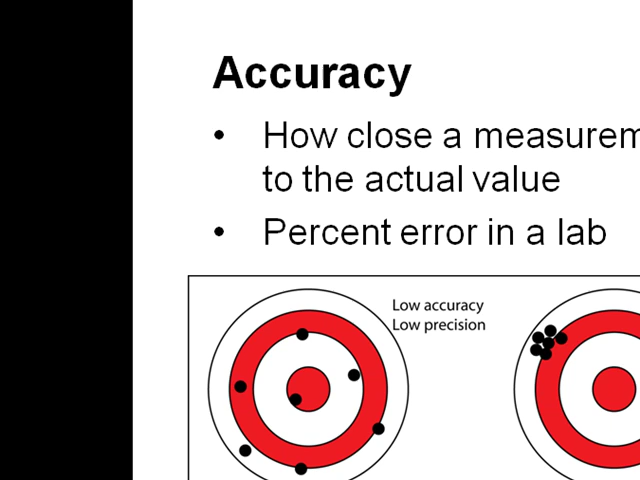 Accuracy
• How close a measurem
to the actual value
• Percent error in a lab
Low accuracy
Low precision